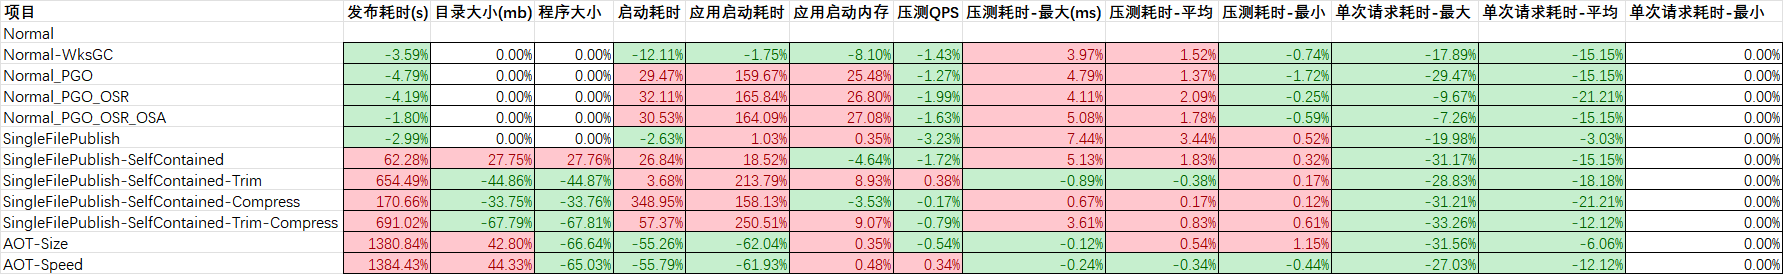 项目 发布耗时(s) 目录大小(mb) 程序大小 启动耗时 应用启动耗时 应用启动内存 压测QPS 压测耗时-最大(ms) 压测耗时-平均 压测耗时-最小 单次请求耗时-最大 单次请求耗时-平均 单次请求耗时-最小
Normal
Normal-WksGC -3.59% 0.00% 0.00% -12.11% -1.75% -8.10% -1.43% 3.97% 1.52% -0.74% -17.89% -15.15% 0.00%
Normal_PGO -4.79% 0.00% 0.00% 29.47% 159.67% 25.48% -1.27% 4.79% 1.37% -1.72% -29.47% -15.15% 0.00%
Normal_PGO_OSR -4.19% 0.00% 0.00% 32.11% 165.84% 26.80% -1.99% 4.11% 2.09% -0.25% -9.67% -21.21% 0.00%
Normal_PGO_OSR_OSA -1.80% 0.00% 0.00% 30.53% 164.09% 27.08% -1.63% 5.08% 1.78% -0.59% -7.26% -15.15% 0.00%
SingleFilePublish -2.99% 0.00% 0.00% -2.63% 1.03% 0.35% -3.23% 7.44% 3.44% 0.52% -19.98% -3.03% 0.00%
SingleFilePublish-SelfContained 62.28% 27.75% 27.76% 26.84% 18.52% -4.64% -1.72% 5.13% 1.83% 0.32% -31.17% -15.15% 0.00%
SingleFilePublish-SelfContained-Trim 654.49% -44.86% -44.87% 3.68% 213.79% 8.93% 0.38% -0.89% -0.38% 0.17% -28.83% -18.18% 0.00%
SingleFilePublish-SelfContained-Compress 170.66% -33.75% -33.76% 348.95% 158.13% -3.53% -0.17% 0.67% 0.17% 0.12% -31.21% -21.21% 0.00%
SingleFilePublish-SelfContained-Trim-Compress 691.02% -67.79% -67.81% 57.37% 250.51% 9.07% -0.79% 3.61% 0.83% 0.61% -33.26% -12.12% 0.00%
AOT-Size 1380.84% 42.80% -66.64% -55.26% -62.04% 0.35% -0.54% -0.12% 0.54% 1.15% -31.56% -6.06% 0.00%
AOT-Speed 1384.43% 44.33% -65.03% -55.79% -61.93% 0.48% 0.34% -0.24% -0.34% -0.44% -27.03% -12.12% 0.00%